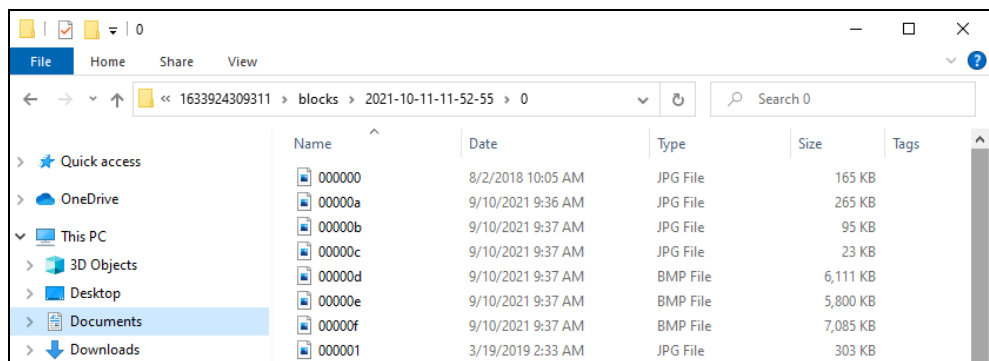 0
File Home Share View
?
« 1633924309311 > blocks > 2021-10-11-11-52-55 > 0 Search 0
Name Date Type Size Tags
Quick access
OneDrive
This PC
3D Objects
Desktop
Documents
Downloads
000000 8/2/2018 10:05 AM JPG File 165 KB
00000a 9/10/2021 9:36 AM JPG File 265 KB
00000b 9/10/2021 9:37 AM JPG File 95 KB
00000c 9/10/2021 9:37 AM JPG File 23 KB
00000d 9/10/2021 9:37 AM BMP File 6,111 KB
00000e 9/10/2021 9:37 AM BMP File 5,800 KB
00000f 9/10/2021 9:37 AM BMP File 7,085 KB
000001 3/19/2019 2:33 AM JPG File 303 KB